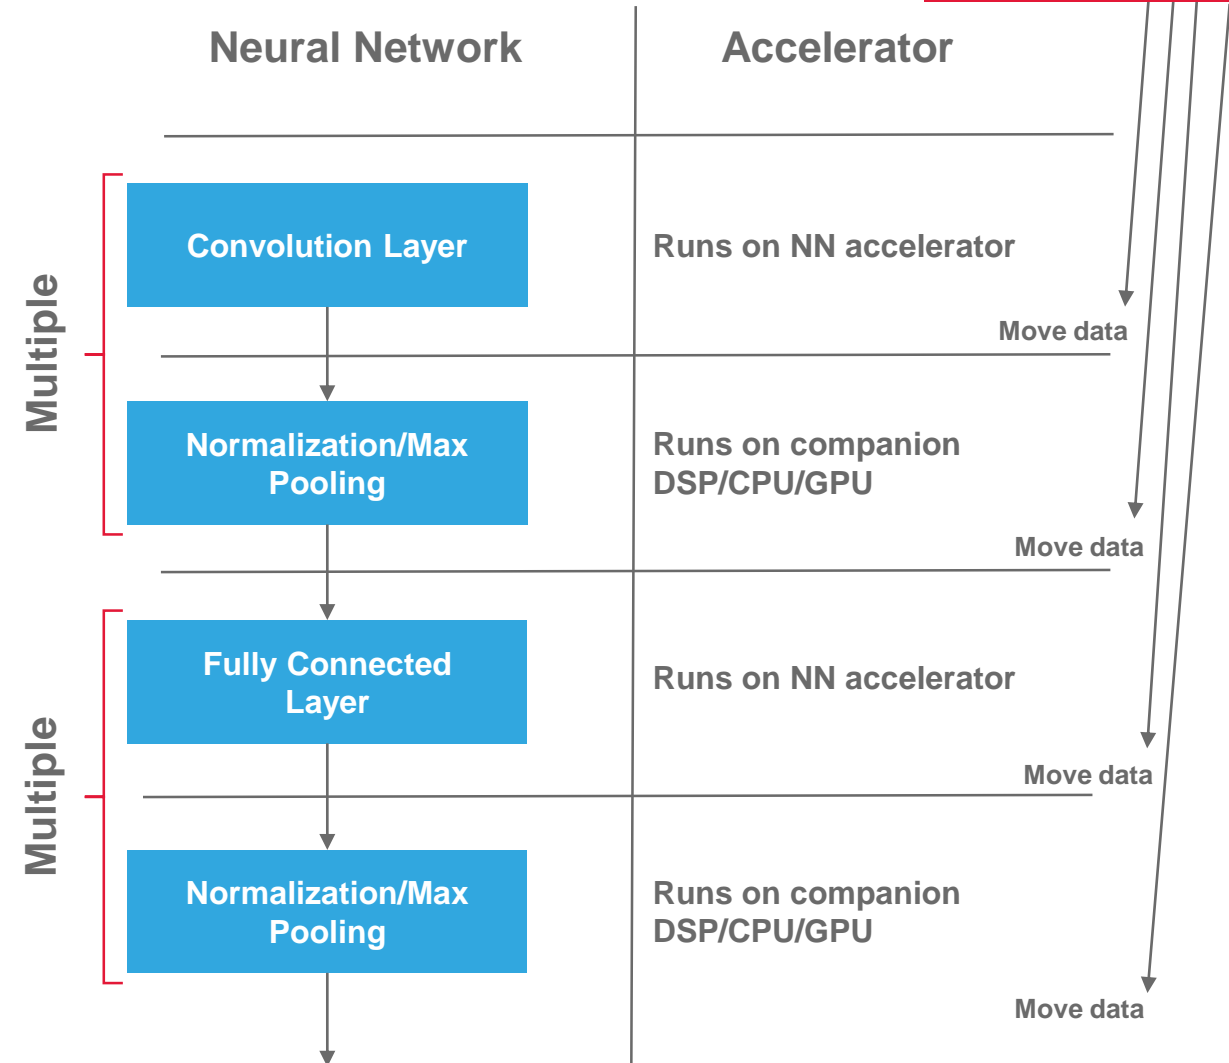 Neural Network
Accelerator
Multiple
Convolution Layer
Runs on NN accelerator
Move data
Normalization/Max
Pooling
Runs on companion
DSP/CPU/GPU
Move data
Multiple
Fully Connected
Layer
Runs on NN accelerator
Move data
Normalization/Max
Pooling
Runs on companion
DSP/CPU/GPU
Move data